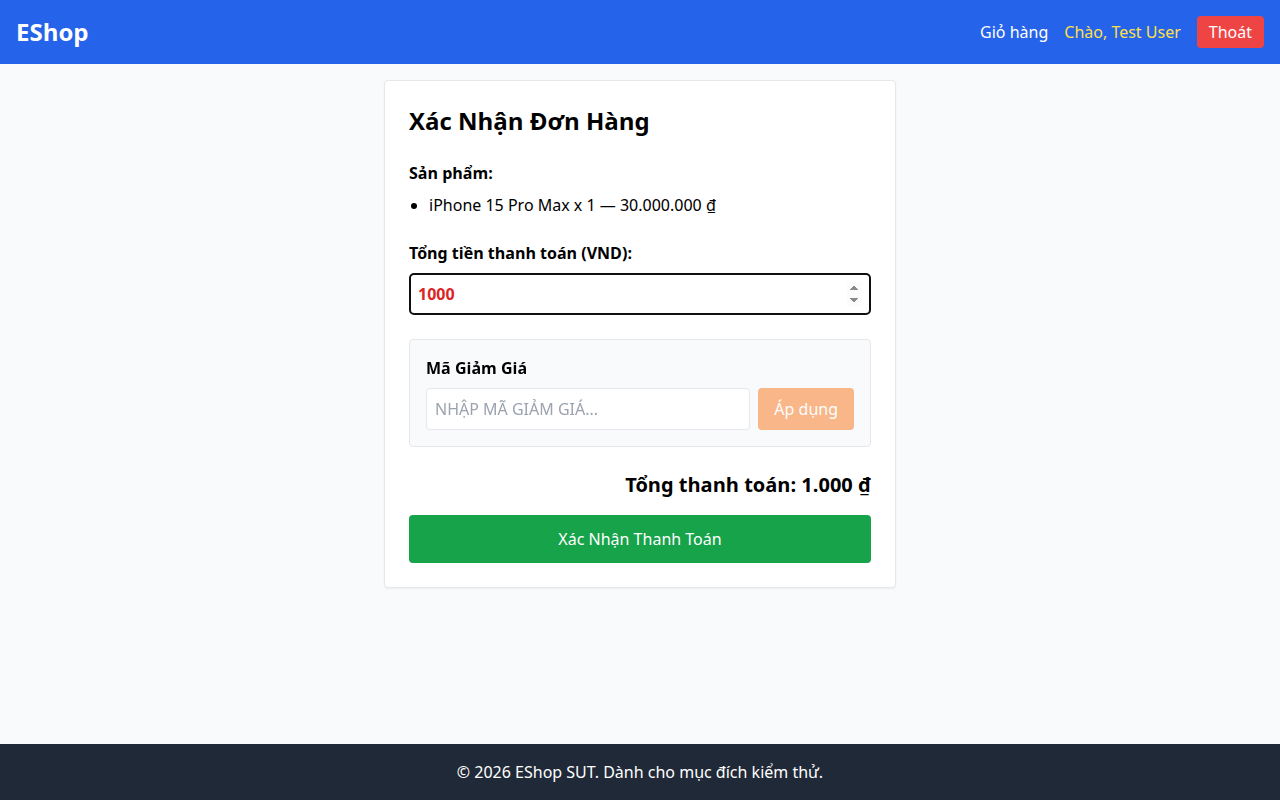 EShop
Giỏ hàng
Chào, Test User
Thoát
Xác Nhận Đơn Hàng
Sản phẩm:
iPhone 15 Pro Max x 1 — 30.000.000 ₫
Tổng tiền thanh toán (VND):
1000
Mã Giảm Giá
NHẬP MÃ GIẢM GIÁ...
Áp dụng
Tổng thanh toán: 1.000 ₫
Xác Nhận Thanh Toán
© 2026 EShop SUT. Dành cho mục đích kiểm thử.